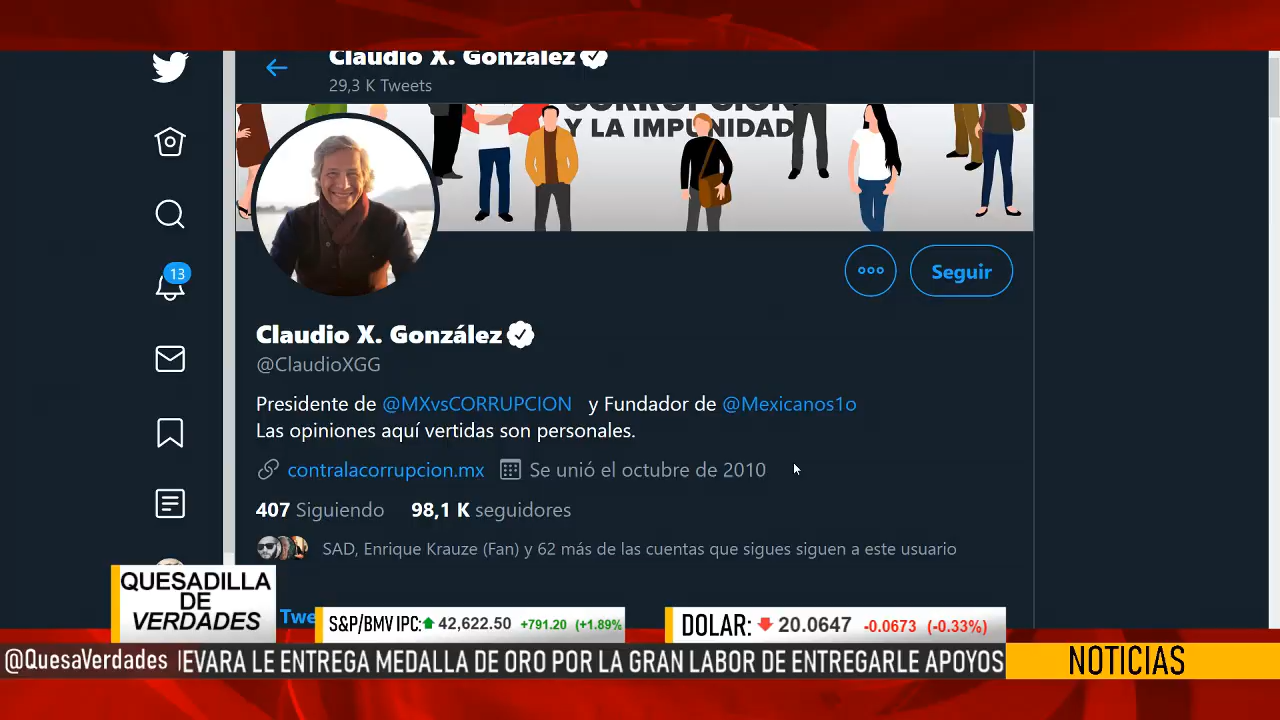 Claudio X. González
29,3 K Tweets
CORRUPCIÓN
Y LA IMPUNIDAD
13
Seguir
Claudio X. González
@ClaudioXGG
Presidente de @MXvsCORRUPCION y Fundador de @Mexicanos1o
Las opiniones aquí vertidas son personales.
contralacorrupcion.mx Se unió el octubre de 2010
407 Siguiendo 98,1 K seguidores
SAD, Enrique Krauze (Fan) y 62 más de las cuentas que sigues siguen a este usuario
Twe
QUESADILLA
DE
VERDADES
S&P/BMV IPC: 42,622.50 +791.20 (+1.89%)
DOLAR: 20.0647 -0.0673 (-0.33%)
@QuesaVerdades EVARA LE ENTREGA MEDALLA DE ORO POR LA GRAN LABOR DE ENTREGARLE APOYOS
NOTICIAS